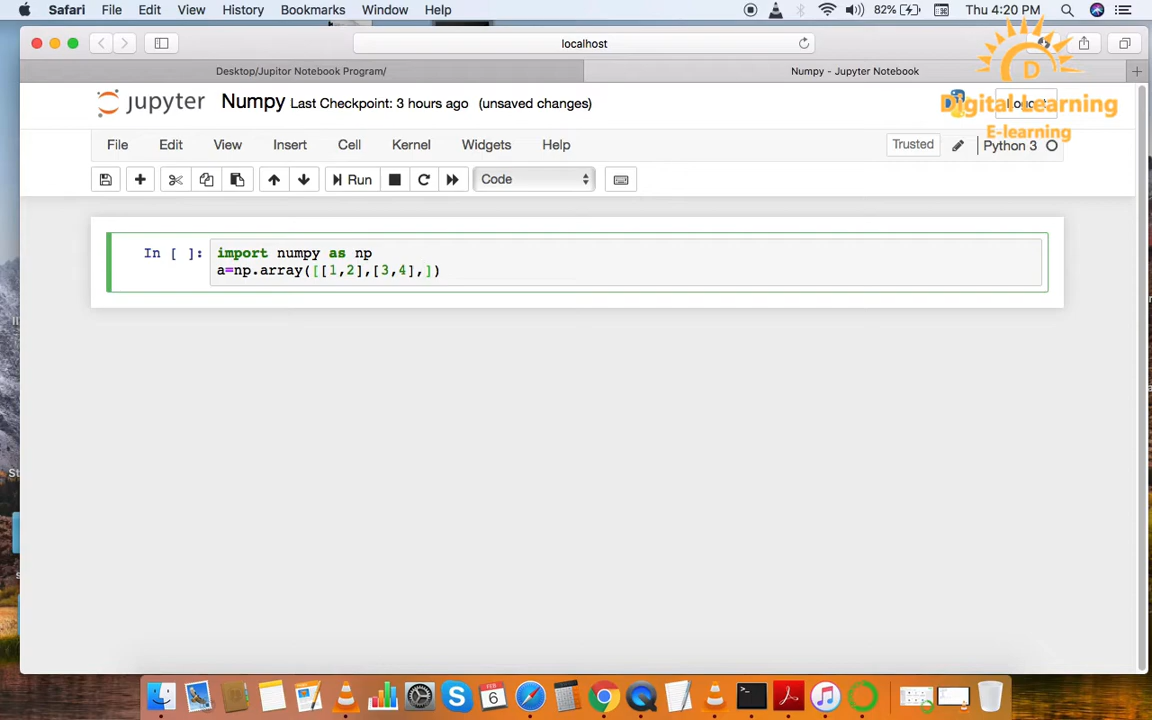 Safari File Edit View History Bookmarks Window Help 82% Thu 4:20 PM
localhost
Desktop/Jupitor Notebook Program/ Numpy - Jupyter Notebook
D
jupyter Numpy Last Checkpoint: 3 hours ago (unsaved changes)
Digital Learning
E-learning
File Edit View Insert Cell Kernel Widgets Help Trusted Python 3
Run Code
In [ ]: import numpy as np
a=np.array([[1,2],[3,4],])
FEB
6